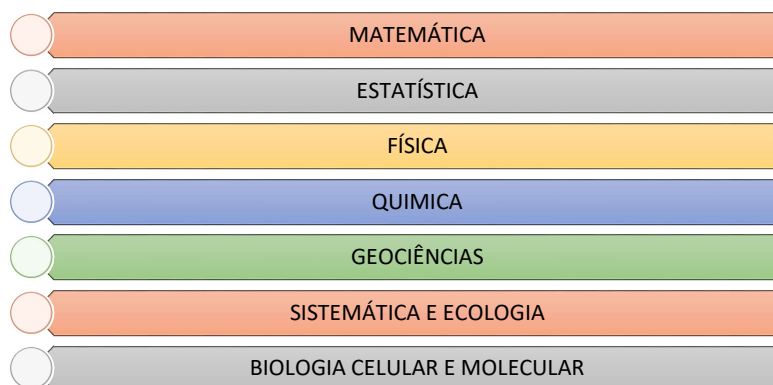 MATEMÁTICA
ESTATÍSTICA
FÍSICA
QUIMICA
GEOCIÊNCIAS
SISTEMÁTICA E ECOLOGIA
BIOLOGIA CELULAR E MOLECULAR